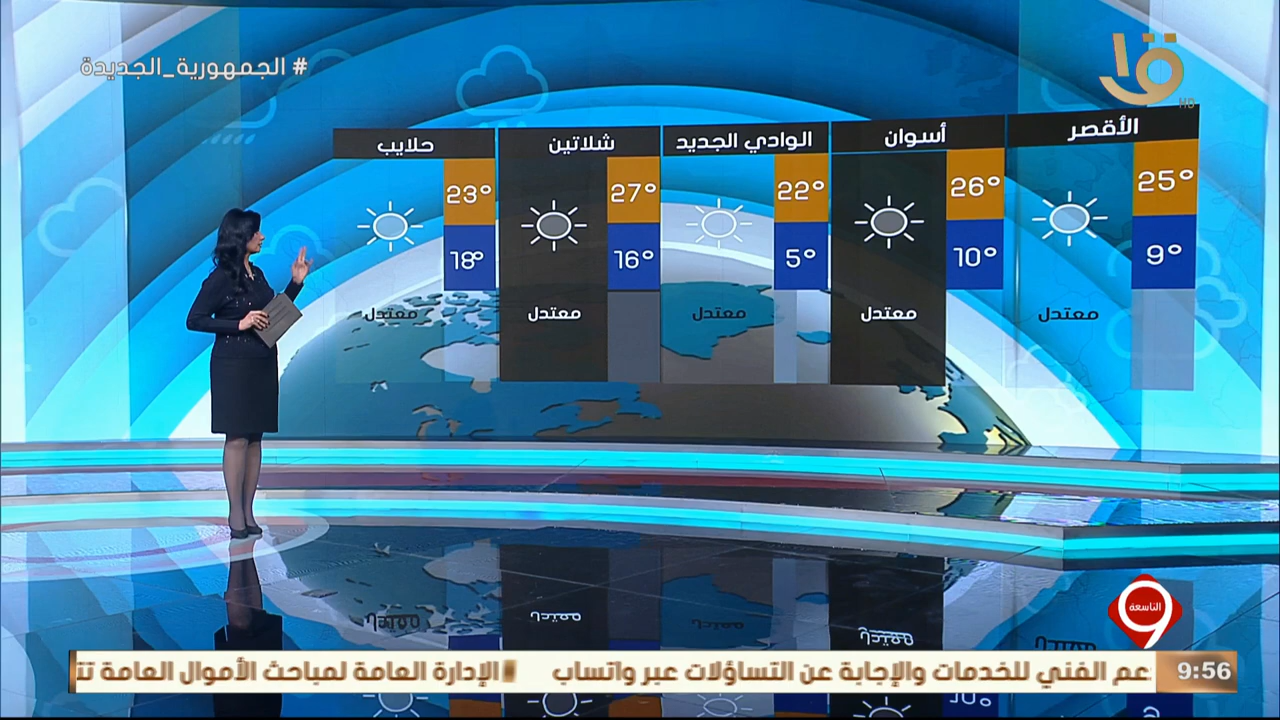 # الجمهورية_الجديدة
HD
الأقصر
25°
9°
معتدل
أسوان
26°
10°
معتدل
الوادي الجديد
22°
5°
معتدل
شلاتين
27°
16°
معتدل
حلايب
23°
18°
معتدل
التاسعة
9
9:56
عم الفني للخدمات والإجابة عن التساؤلات عبر واتساب
الإدارة العامة لمباحث الأموال العامة